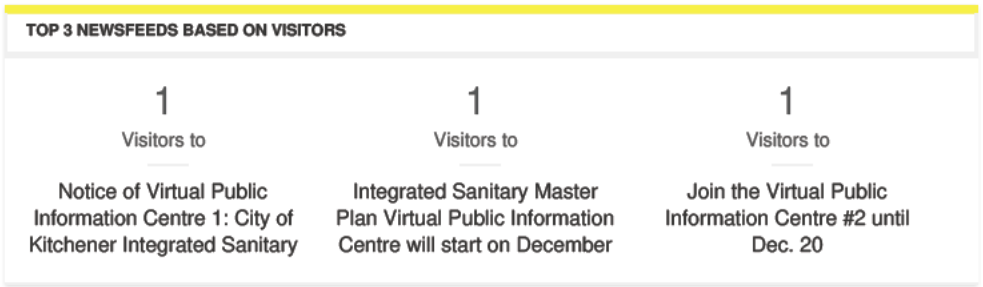 TOP 3 NEWSFEEDS BASED ON VISITORS
1
Visitors to
Notice of Virtual Public
Information Centre 1: City of
Kitchener Integrated Sanitary
1
Visitors to
Integrated Sanitary Master
Plan Virtual Public Information
Centre will start on December
1
Visitors to
Join the Virtual Public
Information Centre #2 until
Dec. 20